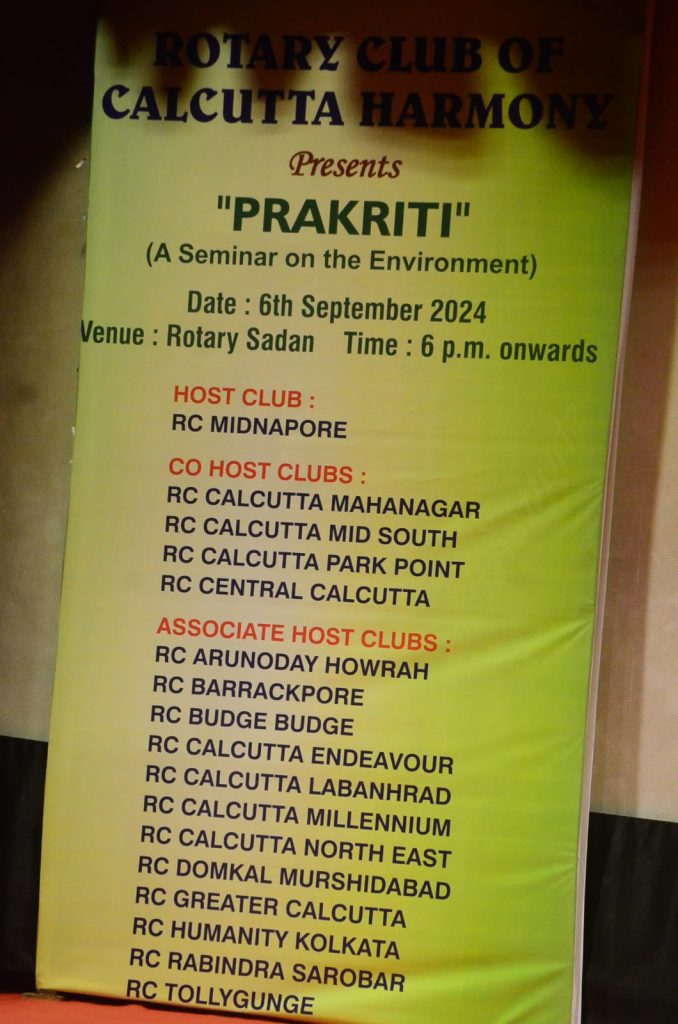 ROTARY CLUB OF
CALCUTTA HARMONY
Presents
"PRAKRITI"
(A Seminar on the Environment)
Date : 6th September 2024
Venue : Rotary Sadan Time : 6 p.m. onwards
HOST CLUB :
RC MIDNAPORE
CO HOST CLUBS :
RC CALCUTTA MAHANAGAR
RC CALCUTTA MID SOUTH
RC CALCUTTA PARK POINT
RC CENTRAL CALCUTTA
ASSOCIATE HOST CLUBS :
RC ARUNODAY HOWRAH
RC BARRACKPORE
RC BUDGE BUDGE
RC CALCUTTA ENDEAVOUR
RC CALCUTTA LABANHRAD
RC CALCUTTA MILLENNIUM
RC CALCUTTA NORTH EAST
RC DOMKAL MURSHIDABAD
RC GREATER CALCUTTA
RC HUMANITY KOLKATA
RC RABINDRA SAROBAR
RC TOLLYGUNGE